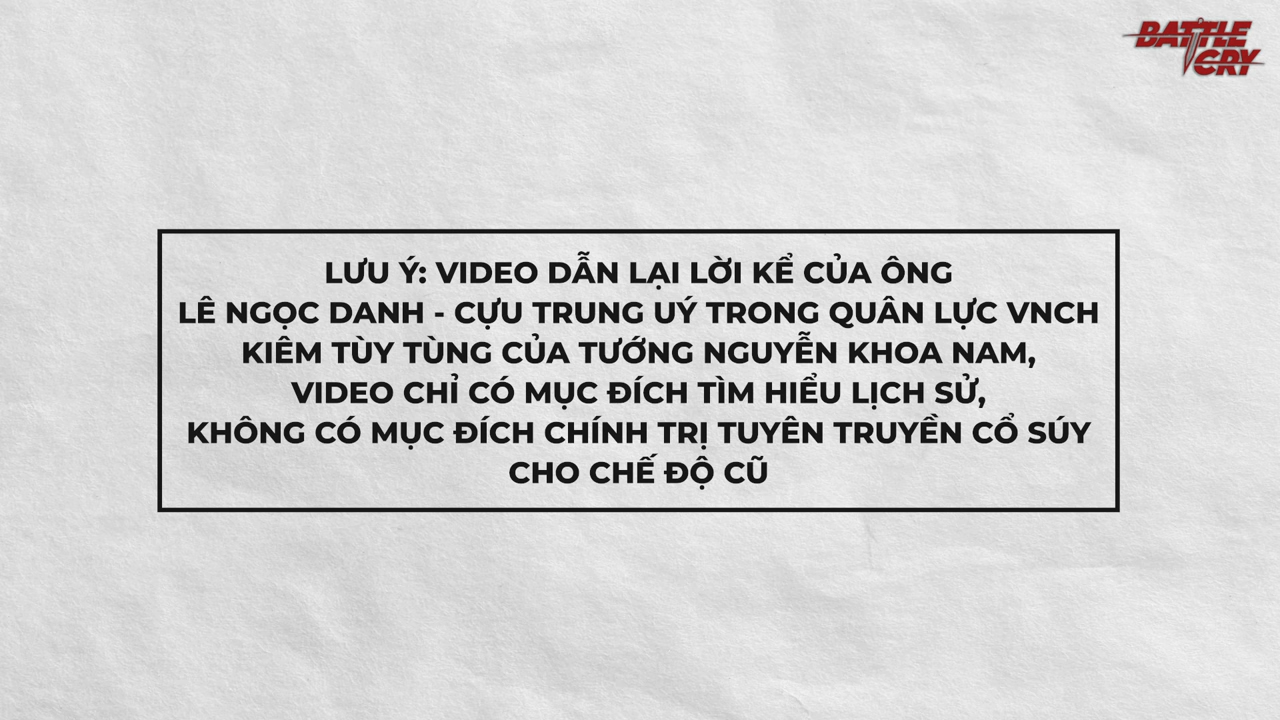 BATTLE
CRY
LƯU Ý: VIDEO DẪN LẠI LỜI KỂ CỦA ÔNG
LÊ NGỌC DANH - CỰU TRUNG UÝ TRONG QUÂN LỰC VNCH
KIÊM TÙY TÙNG CỦA TƯỚNG NGUYỄN KHOA NAM,
VIDEO CHỈ CÓ MỤC ĐÍCH TÌM HIỂU LỊCH SỬ,
KHÔNG CÓ MỤC ĐÍCH CHÍNH TRỊ TUYÊN TRUYỀN CỔ SÚY
CHO CHẾ ĐỘ CŨ